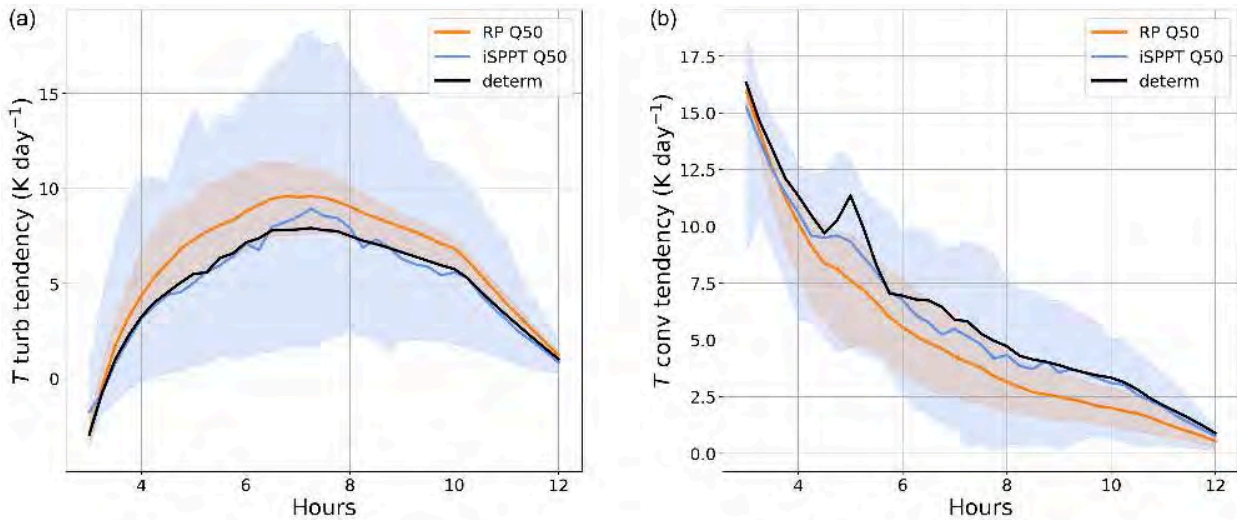 (a)
RP Q50
iSPPT Q50
determ
15
10
5
0
T turb tendency (K day⁻¹)
4
6
8
10
12
Hours
(b)
RP Q50
iSPPT Q50
determ
17.5
15.0
12.5
10.0
7.5
5.0
2.5
0.0
T conv tendency (K day⁻¹)
4
6
8
10
12
Hours